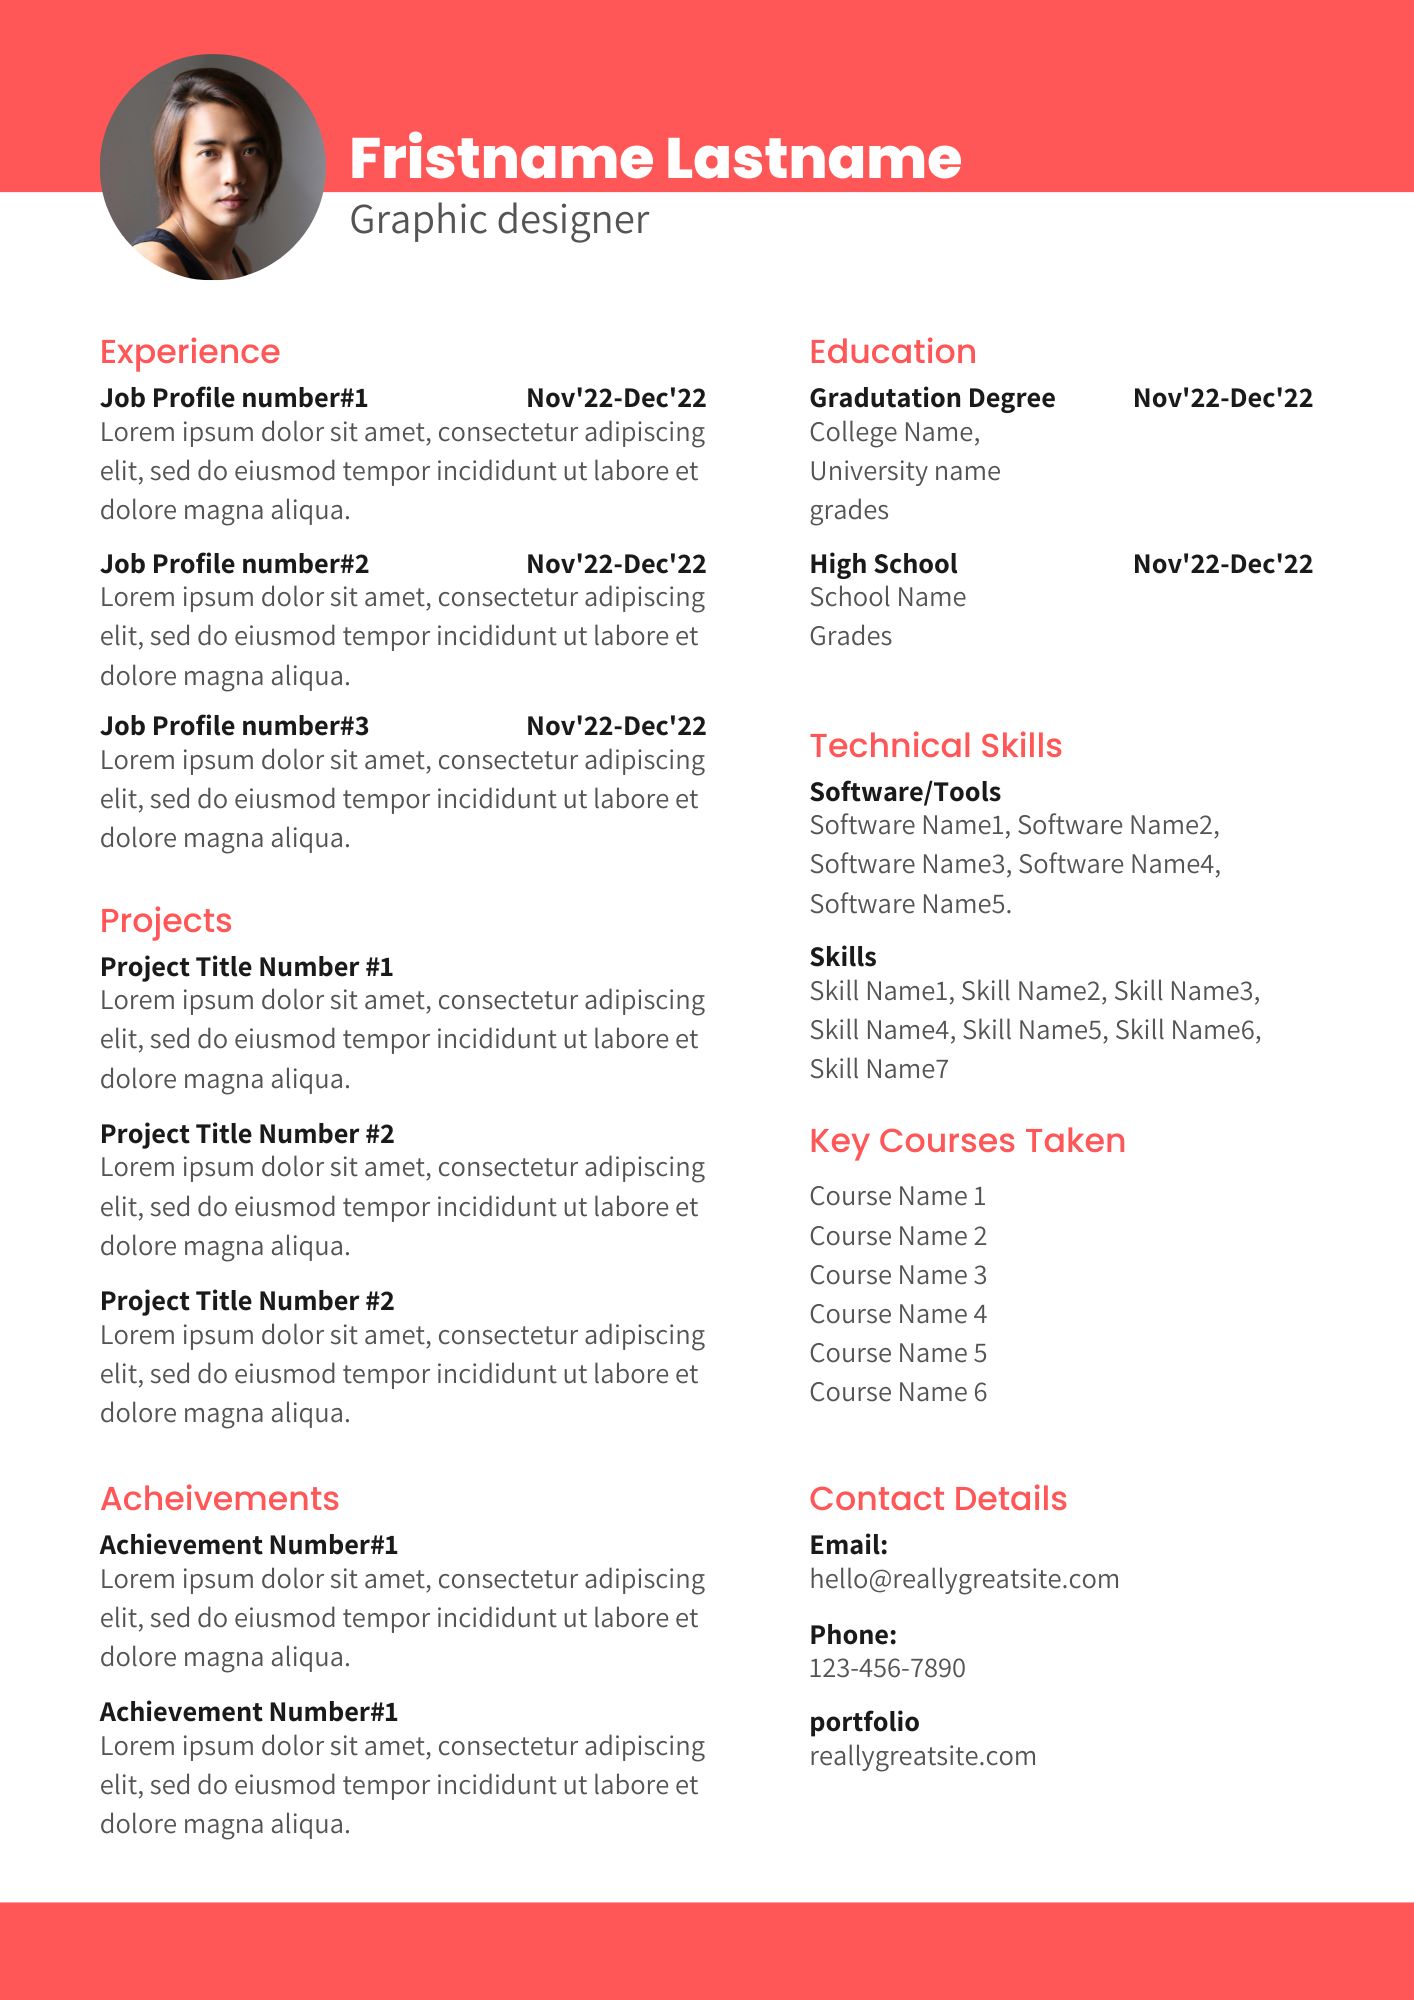 Fristname Lastname
Graphic designer
Experience
Job Profile number#1 Nov'22-Dec'22
Lorem ipsum dolor sit amet, consectetur adipiscing
elit, sed do eiusmod tempor incididunt ut labore et
dolore magna aliqua.
Job Profile number#2 Nov'22-Dec'22
Lorem ipsum dolor sit amet, consectetur adipiscing
elit, sed do eiusmod tempor incididunt ut labore et
dolore magna aliqua.
Job Profile number#3 Nov'22-Dec'22
Lorem ipsum dolor sit amet, consectetur adipiscing
elit, sed do eiusmod tempor incididunt ut labore et
dolore magna aliqua.
Projects
Project Title Number #1
Lorem ipsum dolor sit amet, consectetur adipiscing
elit, sed do eiusmod tempor incididunt ut labore et
dolore magna aliqua.
Project Title Number #2
Lorem ipsum dolor sit amet, consectetur adipiscing
elit, sed do eiusmod tempor incididunt ut labore et
dolore magna aliqua.
Project Title Number #2
Lorem ipsum dolor sit amet, consectetur adipiscing
elit, sed do eiusmod tempor incididunt ut labore et
dolore magna aliqua.
Acheivements
Achievement Number#1
Lorem ipsum dolor sit amet, consectetur adipiscing
elit, sed do eiusmod tempor incididunt ut labore et
dolore magna aliqua.
Achievement Number#1
Lorem ipsum dolor sit amet, consectetur adipiscing
elit, sed do eiusmod tempor incididunt ut labore et
dolore magna aliqua.
Education
Gradutation Degree Nov'22-Dec'22
College Name,
University name
grades
High School Nov'22-Dec'22
School Name
Grades
Technical Skills
Software/Tools
Software Name1, Software Name2,
Software Name3, Software Name4,
Software Name5.
Skills
Skill Name1, Skill Name2, Skill Name3,
Skill Name4, Skill Name5, Skill Name6,
Skill Name7
Key Courses Taken
Course Name 1
Course Name 2
Course Name 3
Course Name 4
Course Name 5
Course Name 6
Contact Details
Email:
hello@reallygreatsite.com
Phone:
123-456-7890
portfolio
reallygreatsite.com